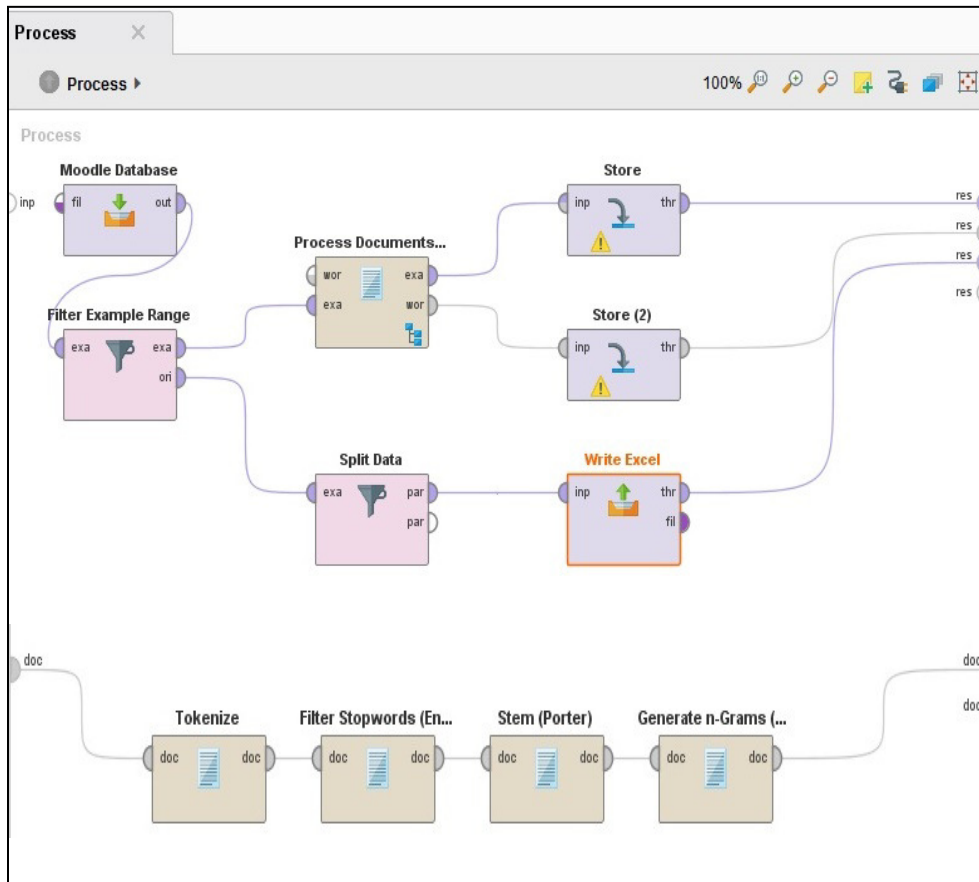 Process
Process
100%
Process
Moodle Database
Store
inp fil out
inp thr
res
res
res
res
Process Documents...
wor exa
exa wor
Filter Example Range
exa exa
ori
Store (2)
inp thr
Split Data
exa par
par
Write Excel
inp thr
fil
doc
doc
doc
Tokenize
doc doc
Filter Stopwords (En...
doc doc
Stem (Porter)
doc doc
Generate n-Grams (...
doc doc